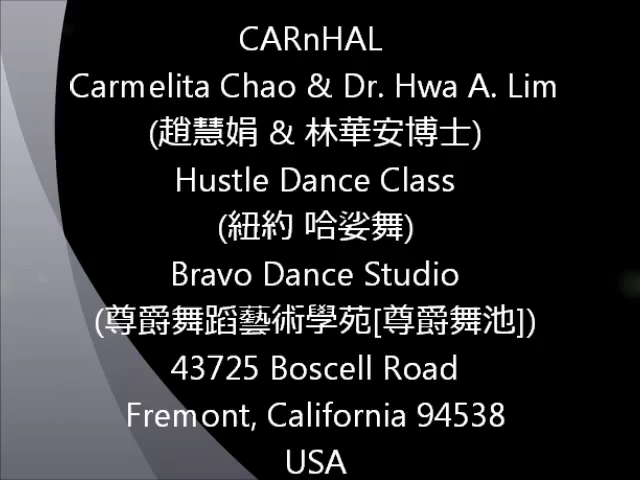 CARnHAL
Carmelita Chao & Dr. Hwa A. Lim
(趙慧娟 & 林華安博士)
Hustle Dance Class
(紐約 哈娑舞)
Bravo Dance Studio
(尊爵舞蹈藝術學苑[尊爵舞池])
43725 Boscell Road
Fremont, California 94538
USA